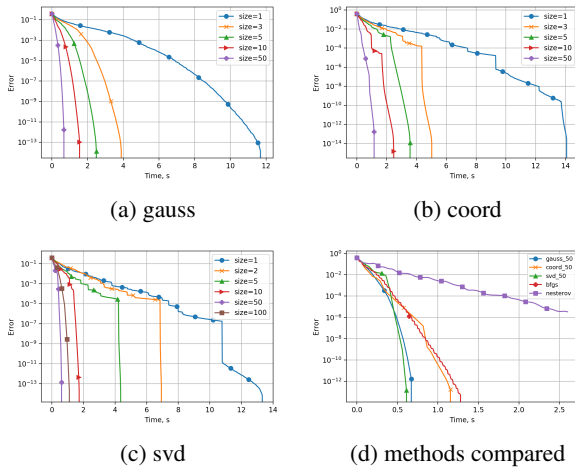 size=1
size=3
size=5
size=10
size=50
Error
10⁻¹
10⁻³
10⁻⁵
10⁻⁷
10⁻⁹
10⁻¹¹
10⁻¹³
0 2 4 6 8 10 12
Time, s
(a) gauss
size=1
size=3
size=5
size=10
size=50
Error
10⁰
10⁻²
10⁻⁴
10⁻⁶
10⁻⁸
10⁻¹⁰
10⁻¹²
10⁻¹⁴
0 2 4 6 8 10 12 14
Time, s
(b) coord
size=1
size=2
size=5
size=10
size=50
size=100
Error
10⁻¹
10⁻³
10⁻⁵
10⁻⁷
10⁻⁹
10⁻¹¹
10⁻¹³
0 2 4 6 8 10 12
Time, s
(c) svd
gauss_50
coord_50
svd_50
bfgs
nesterov
Error
10⁰
10⁻²
10⁻⁴
10⁻⁶
10⁻⁸
10⁻¹⁰
10⁻¹²
0.0 0.5 1.0 1.5 2.0 2.5
Time, s
(d) methods compared